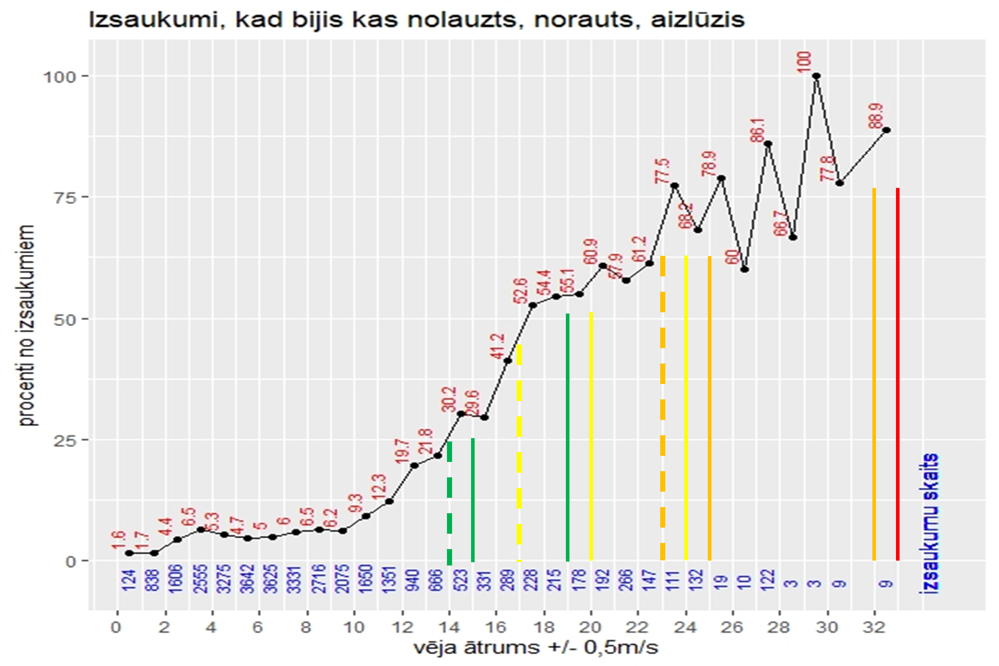 Izsaukumi, kad bijis kas nolauzts, norauts, aizlūzis
procenti no izsaukumiem
100
75
50
25
0
1.6 1.7 4.4 6.5 5.3 4.7 5 6 6.5 6.2 9.3 12.3 19.7 21.8 30.2 29.6 41.2 52.6 54.4 55.1 60.9 57.9 61.2 77.5 68.2 78.9 60 86.1 66.7 100 77.8 88.9
124 838 1606 2555 3275 3642 3625 3331 2716 2075 1650 1351 940 666 523 331 289 228 215 178 192 266 147 111 132 19 10 122 3 3 9 9
izsaukumu skaits
0 2 4 6 8 10 12 14 16 18 20 22 24 26 28 30 32
vēja ātrums +/- 0,5m/s